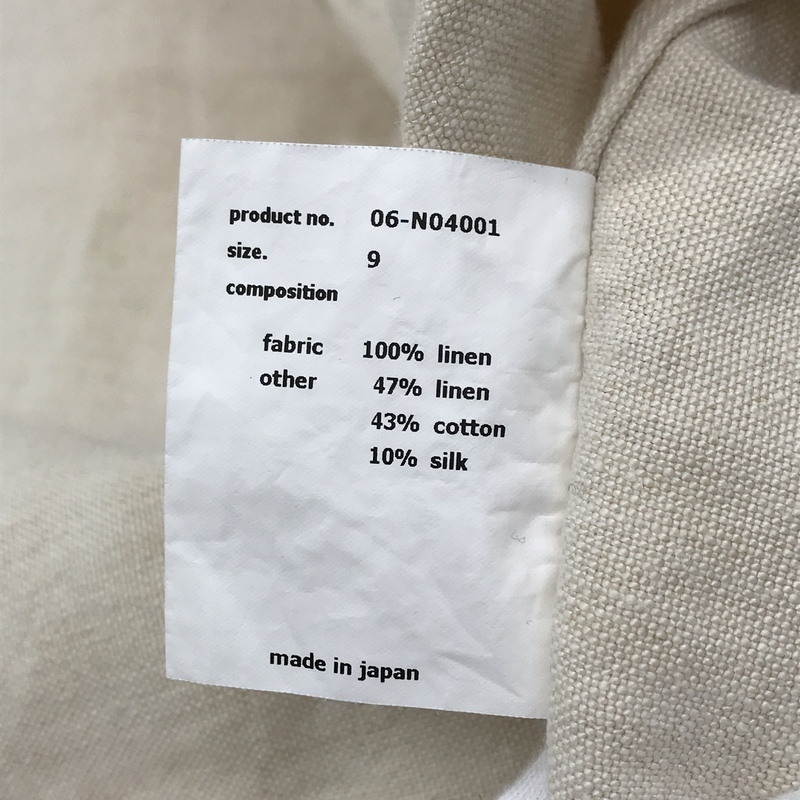 product no. 06-N04001
size. 9
composition
fabric 100% linen
other 47% linen
43% cotton
10% silk
made in japan